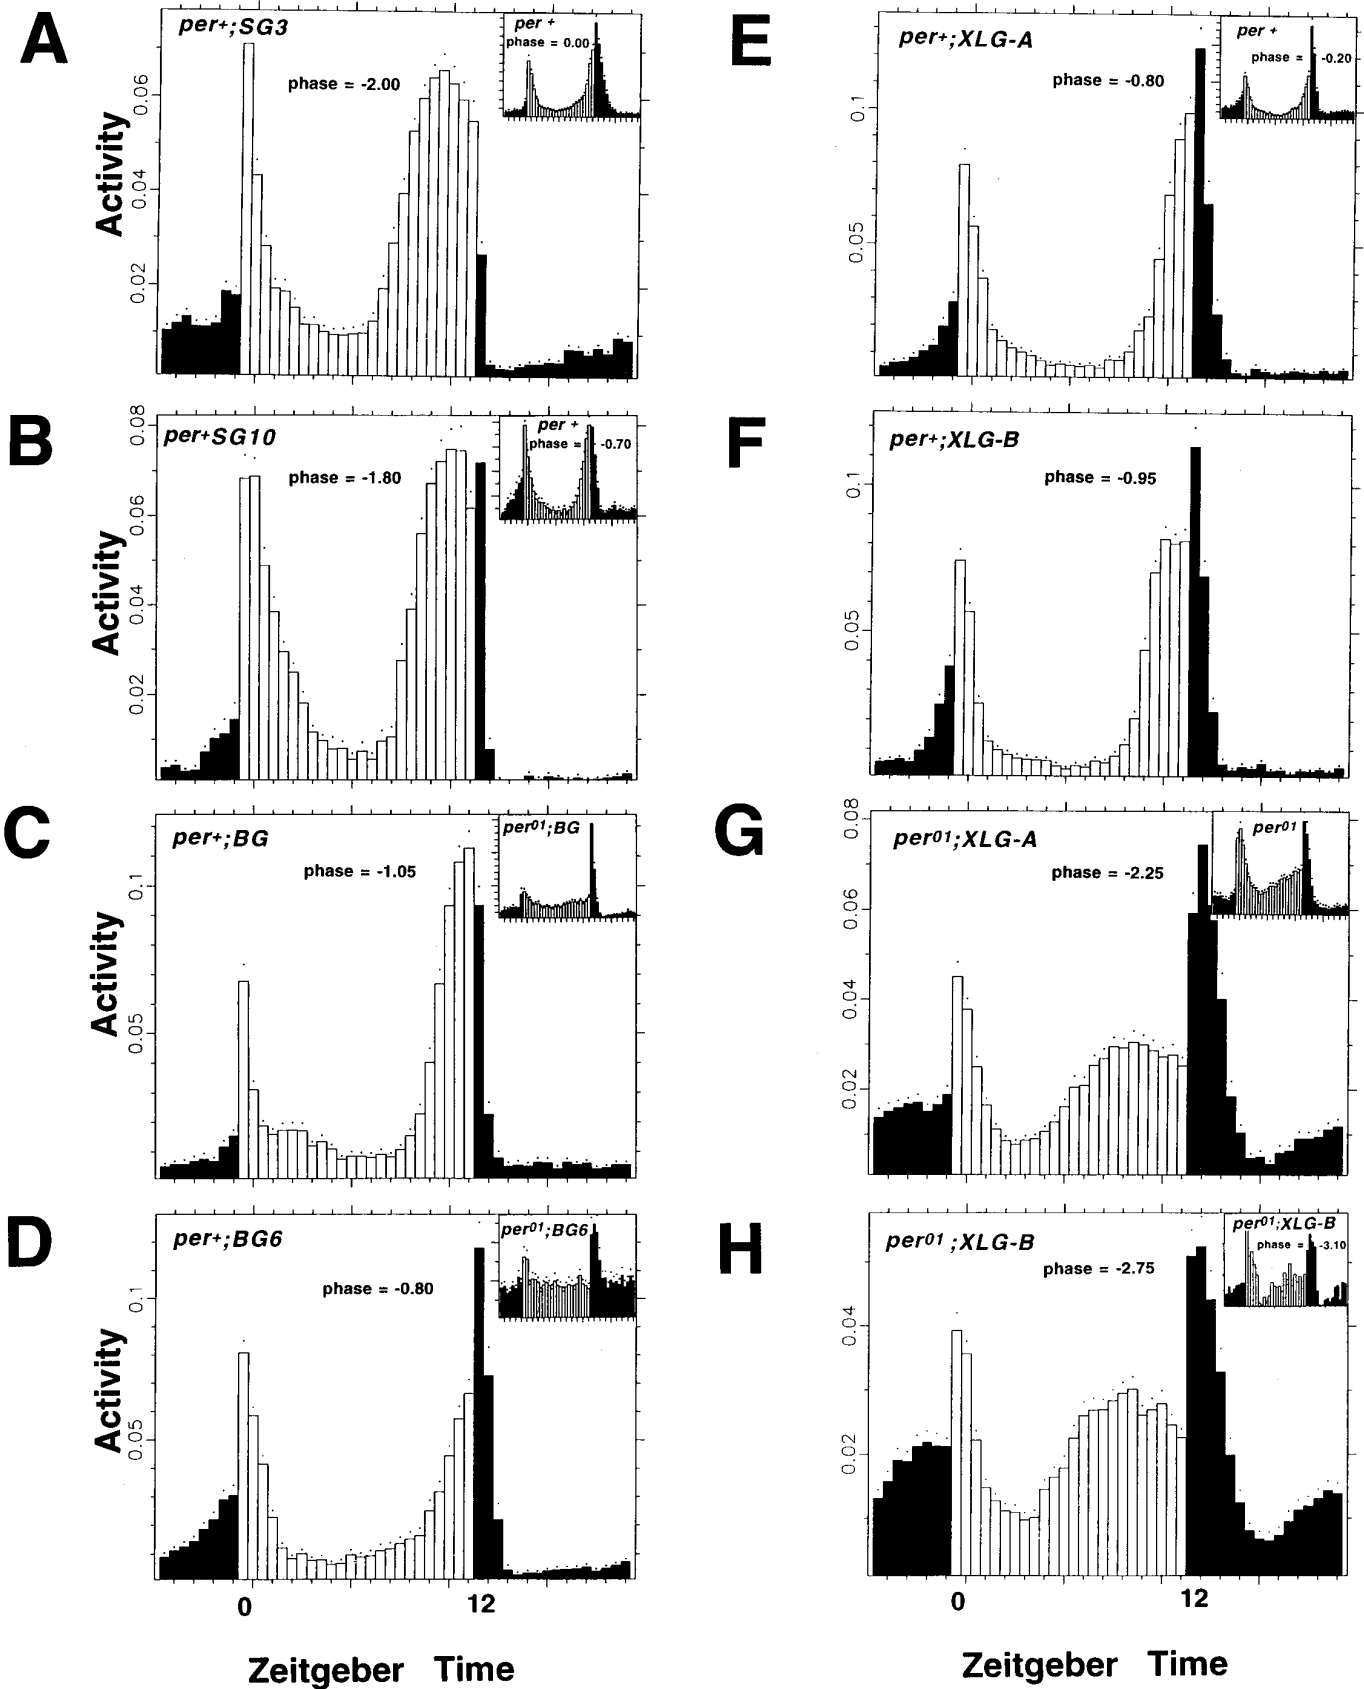 A
per+;SG3
phase = -2.00
per +
phase = 0.00
Activity
0.02
0.04
0.06
B
per+SG10
phase = -1.80
per +
phase = -0.70
Activity
0.02
0.04
0.06
0.08
C
per+;BG
phase = -1.05
per01;BG
Activity
0.05
0.1
D
per+;BG6
phase = -0.80
per01;BG6
Activity
0.05
0.1
0
12
Zeitgeber Time
E
per+;XLG-A
phase = -0.80
per +
phase = -0.20
0.05
0.1
F
per+;XLG-B
phase = -0.95
0.05
0.1
G
per01;XLG-A
phase = -2.25
per01
0.02
0.04
0.06
0.08
H
per01;XLG-B
phase = -2.75
per01;XLG-B
phase = -3.10
0.02
0.04
0
12
Zeitgeber Time